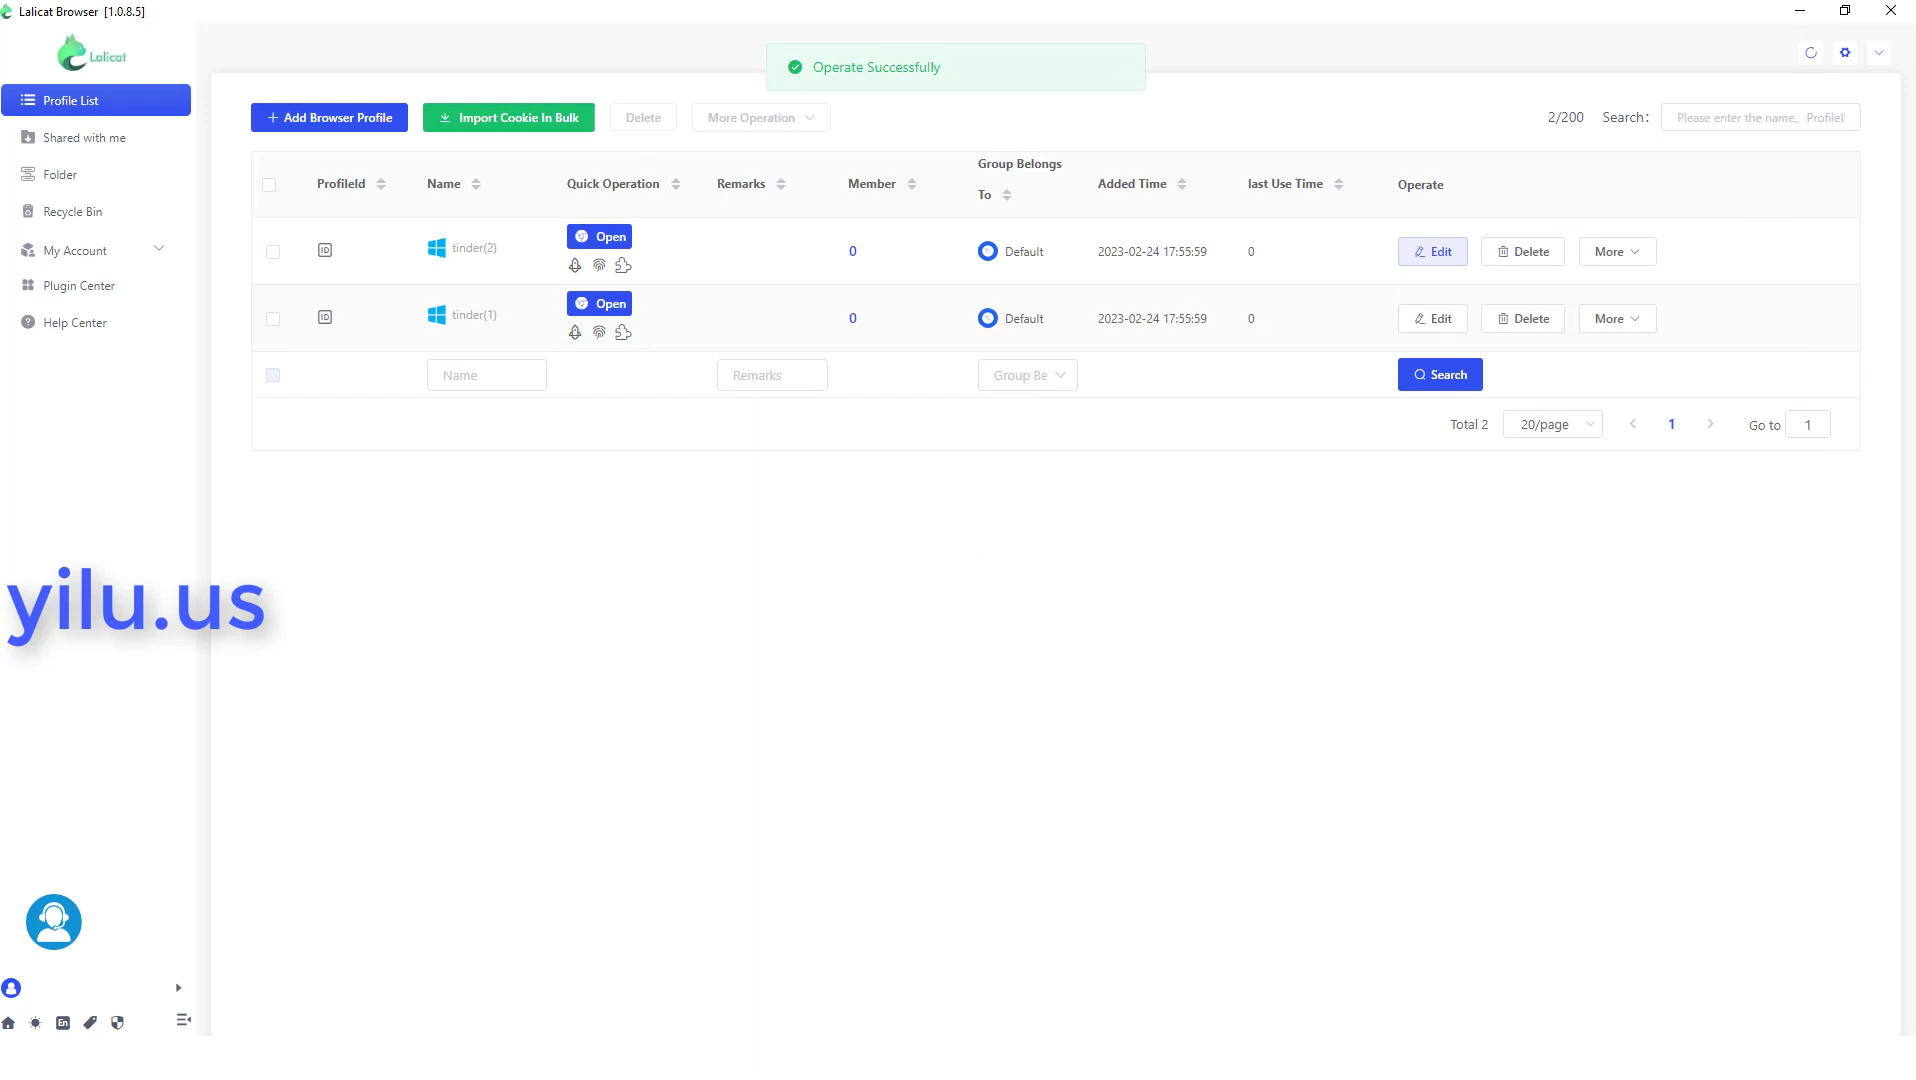 Lalicat Browser [1.0.8.5]
Lalicat
Operate Successfully
Profile List
Shared with me
Folder
Recycle Bin
My Account
Plugin Center
Help Center
Add Browser Profile Import Cookie In Bulk Delete More Operation 2/200 Search: Please enter the name、
ProfileId Name Quick Operation Remarks Member Group Belongs To Added Time last Use Time Operate
ID tinder(2) Open 0 Default 2023-02-24 17:55:59 0 Edit Delete More
ID tinder(1) Open 0 Default 2023-02-24 17:55:59 0 Edit Delete More
Name Remarks Group Be Search
Total 2 20/page 1 Go to 1
yilu.us
En